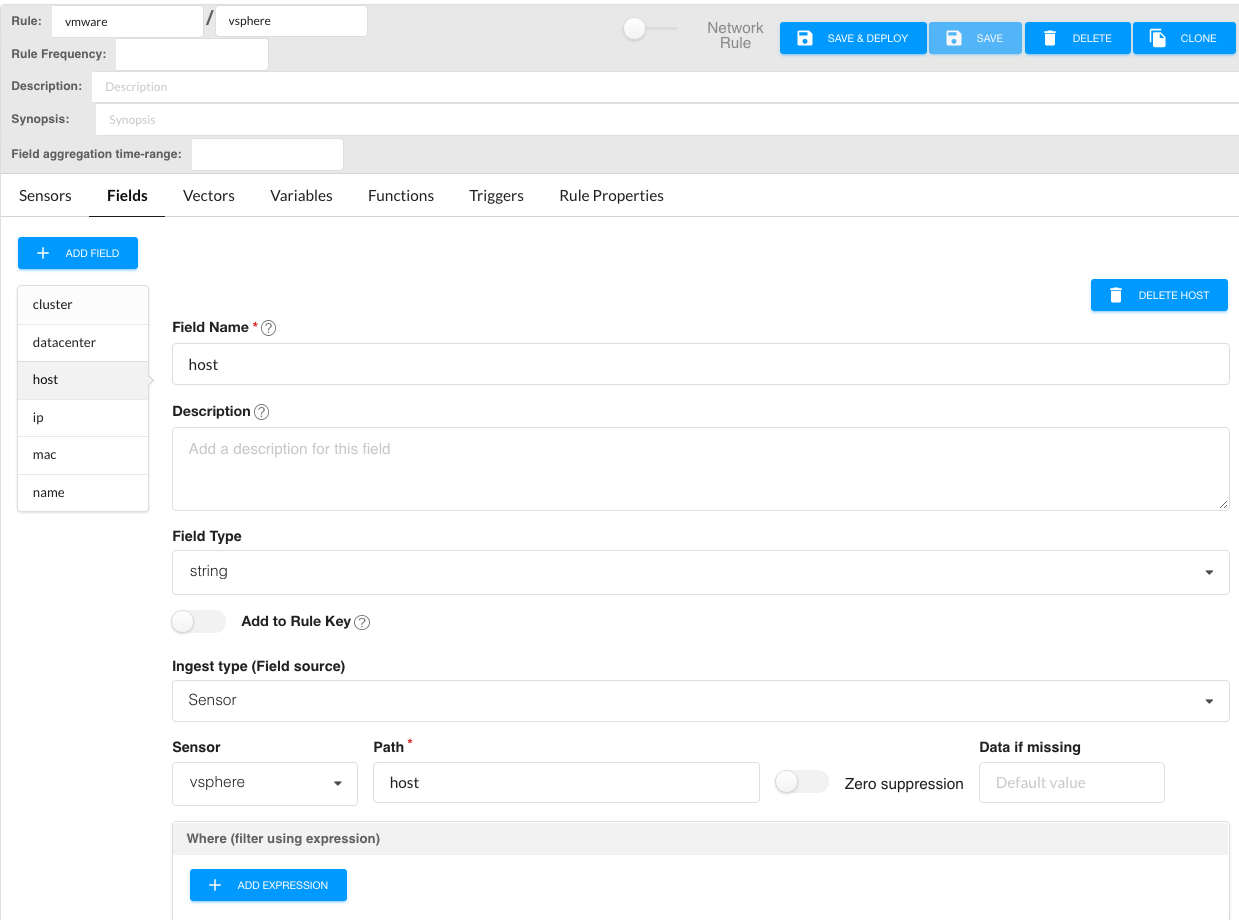 Rule: vmware / vsphere
Network Rule
SAVE & DEPLOY SAVE DELETE CLONE
Rule Frequency:
Description: Description
Synopsis: Synopsis
Field aggregation time-range:
Sensors Fields Vectors Variables Functions Triggers Rule Properties
+ ADD FIELD
DELETE HOST
cluster
datacenter
host
ip
mac
name
Field Name * ?
host
Description ?
Add a description for this field
Field Type
string
Add to Rule Key ?
Ingest type (Field source)
Sensor
Sensor Path * Data if missing
vsphere host Zero suppression Default value
Where (filter using expression)
+ ADD EXPRESSION